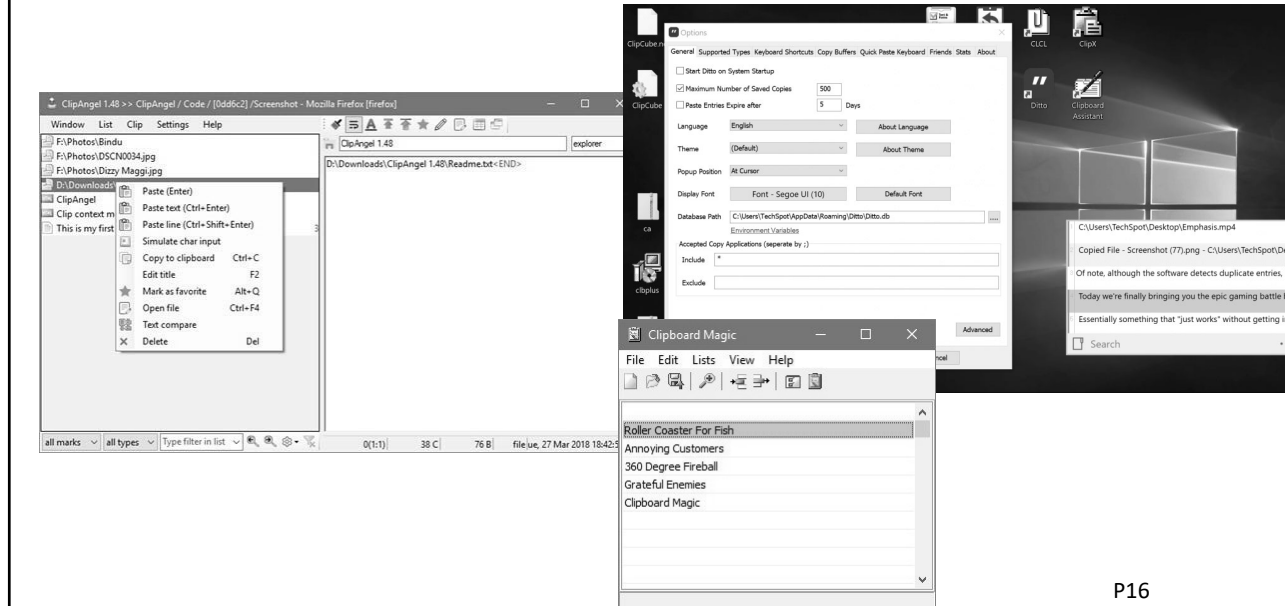 ClipAngel 1.48 >> ClipAngel / Code / [0dd6c2] /Screenshot - Mozilla Firefox [firefox]
Window List Clip Settings Help
F:\Photos\Bindu
F:\Photos\DSCN0034.jpg
F:\Photos\Dizzy Maggi.jpg
D:\Downloads\
ClipAngel
Clip context m
This is my first
3
Paste (Enter)
Paste text (Ctrl+Enter)
Paste line (Ctrl+Shift+Enter)
Simulate char input
Copy to clipboard Ctrl+C
Edit title F2
Mark as favorite Alt+Q
Open file Ctrl+F4
Text compare
Delete Del
ClipAngel 1.48 explorer
D:\Downloads\ClipAngel 1.48\Readme.txt<END>
all marks all types Type filter in list
0(1:1) 38 C 76 B file ue, 27 Mar 2018 18:42:5
ClipCube.n
ClipCube
ca
clbplus
CLCL
ClipX
Ditto
Clipboard Assistant
Options
General Supported Types Keyboard Shortcuts Copy Buffers Quick Paste Keyboard Friends Stats About
Start Ditto on System Startup
Maximum Number of Saved Copies 500
Paste Entries Expire after 5 Days
Language English About Language
Theme (Default) About Theme
Popup Position At Cursor
Display Font Font - Segoe UI (10) Default Font
Database Path C:\Users\TechSpot\AppData\Roaming\Ditto\Ditto.db ....
Environment Variables
Accepted Copy Applications (seperate by ;)
Include *
Exclude
Advanced
ncel
C:\Users\TechSpot\Desktop\Emphasis.mp4
Copied File - Screenshot (77).png - C:\Users\TechSpot\De
Of note, although the software detects duplicate entries,
Today we're finally bringing you the epic gaming battle
Essentially something that "just works" without getting i
Search
Clipboard Magic
File Edit Lists View Help
Roller Coaster For Fish
Annoying Customers
360 Degree Fireball
Grateful Enemies
Clipboard Magic
P16